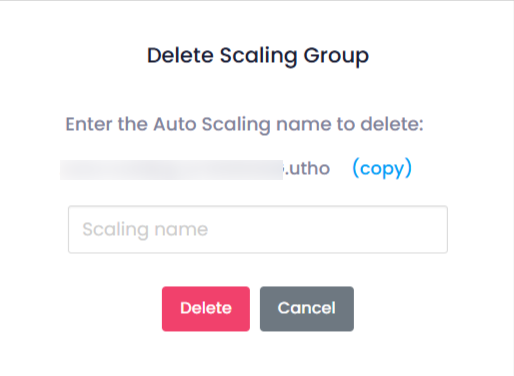 Delete Scaling Group
Enter the Auto Scaling name to delete:
.utho (copy)
Scaling name
Delete Cancel